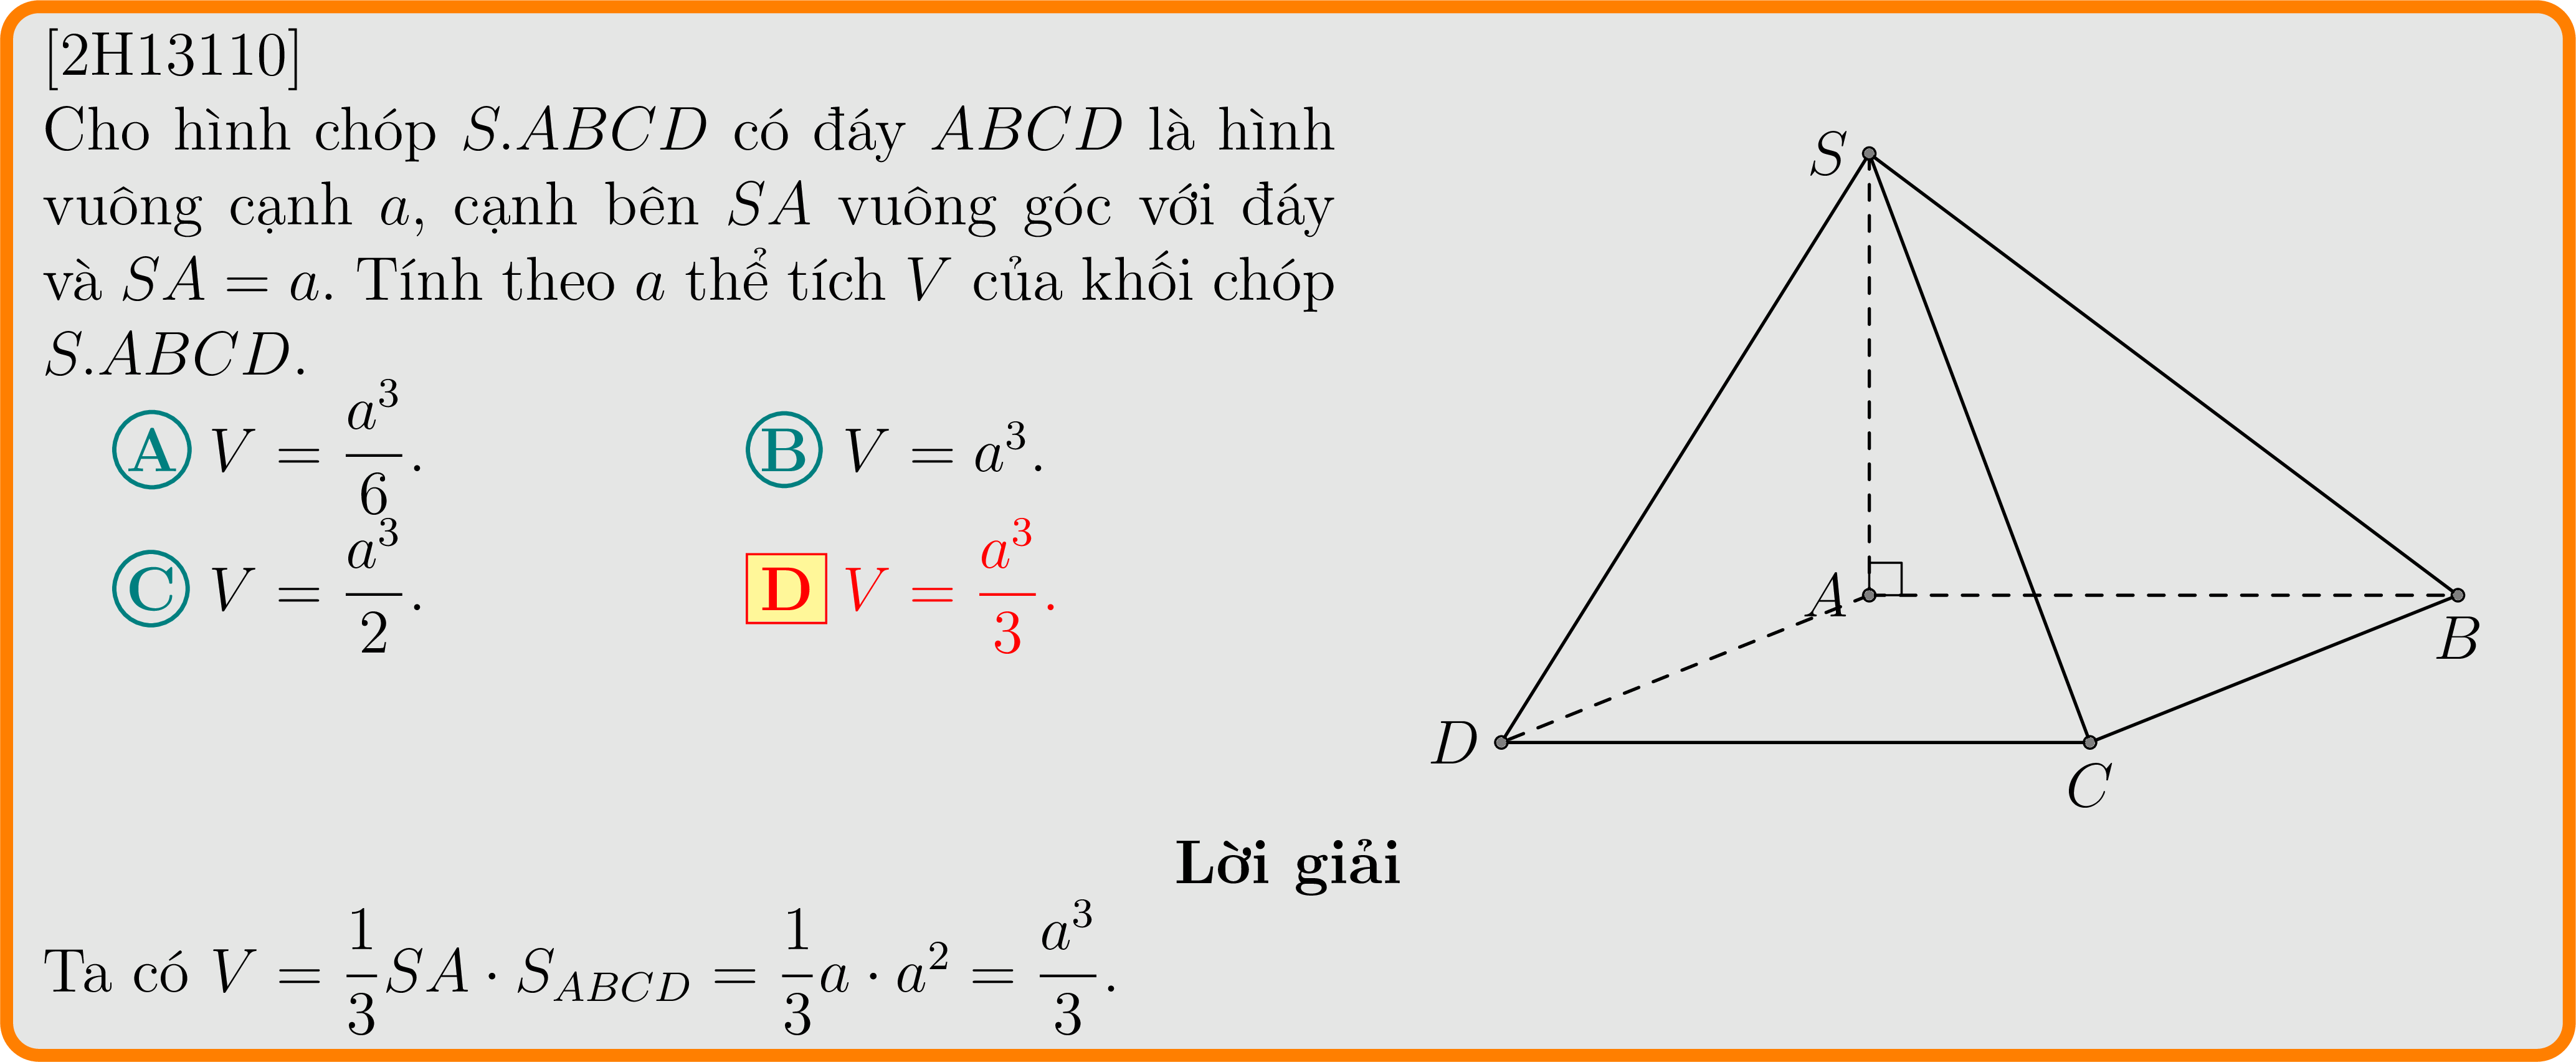 [2H13110]
Cho hình chóp S.ABCD có đáy ABCD là hình
vuông cạnh a, cạnh bên SA vuông góc với đáy
và SA = a. Tính theo a thể tích V của khối chóp
S.ABCD.
A V = \frac{a^3}{6}. B V = a^3.
C V = \frac{a^3}{2}. D V = \frac{a^3}{3}.
S
A
B
D
C
Lời giải
Ta có V = \frac{1}{3}SA · S_{ABCD} = \frac{1}{3}a · a^2 = \frac{a^3}{3}.